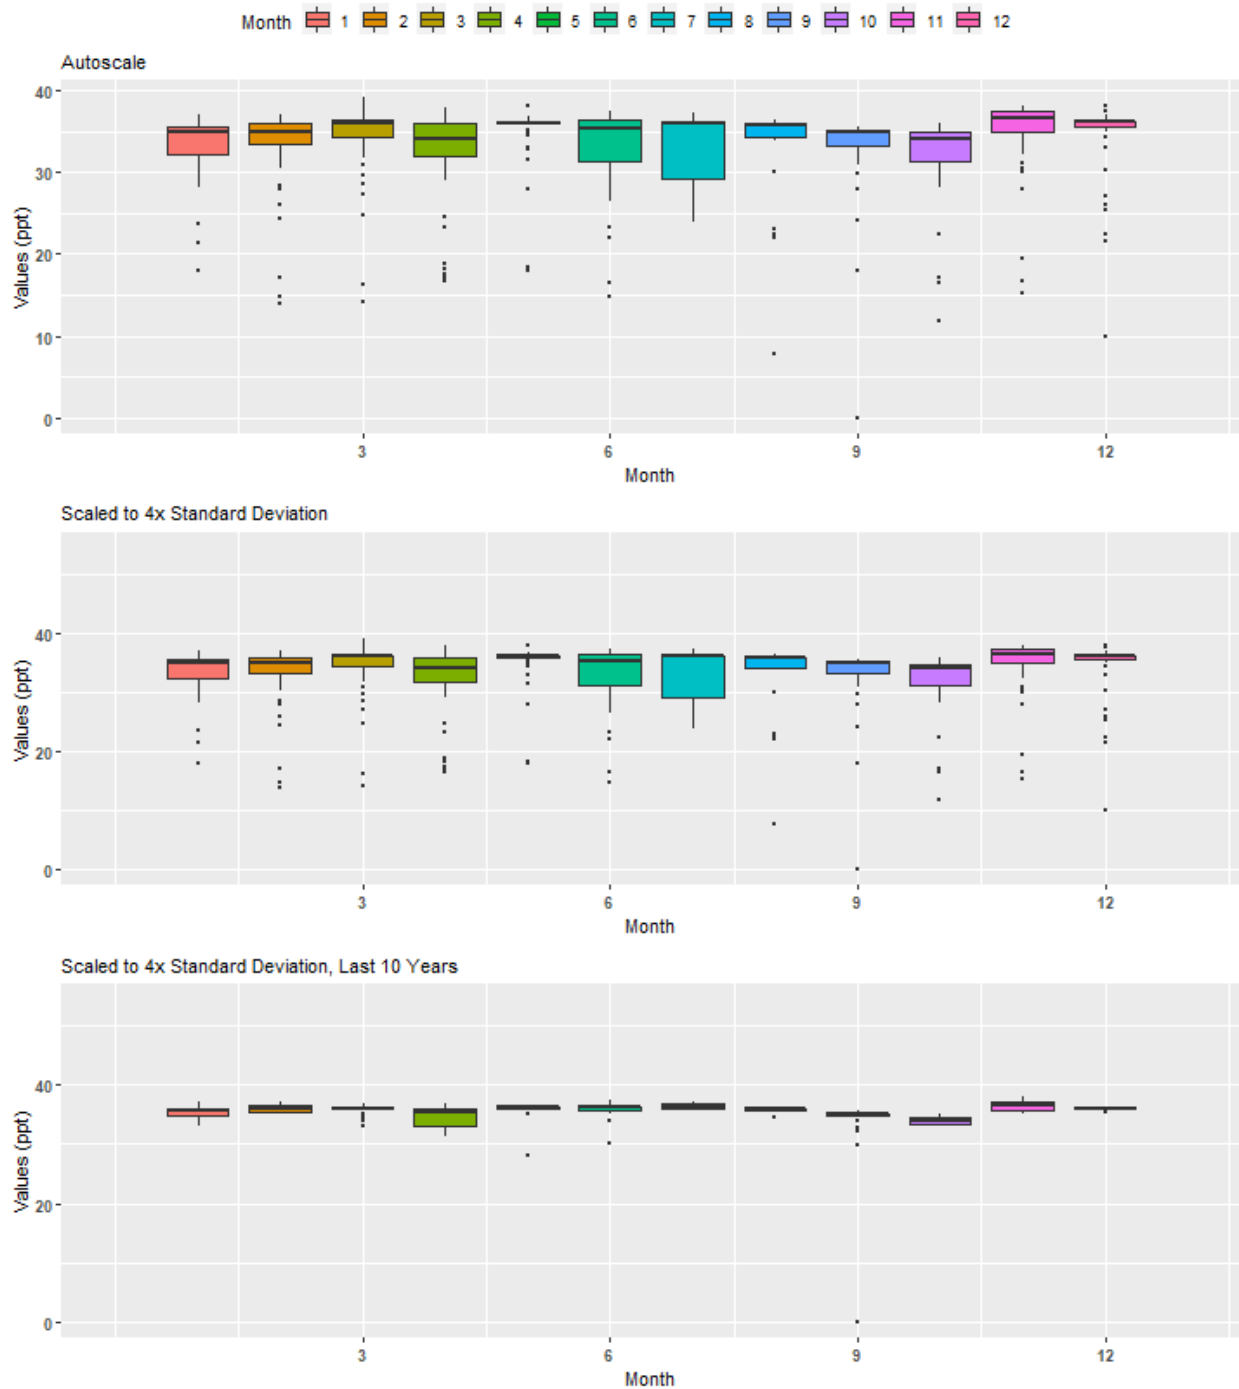 Month 1 2 3 4 5 6 7 8 9 10 11 12
Autoscale
Values (ppt)
40
30
20
10
0
3 6 9 12
Month
Scaled to 4x Standard Deviation
Values (ppt)
40
20
0
3 6 9 12
Month
Scaled to 4x Standard Deviation, Last 10 Years
Values (ppt)
40
20
0
3 6 9 12
Month